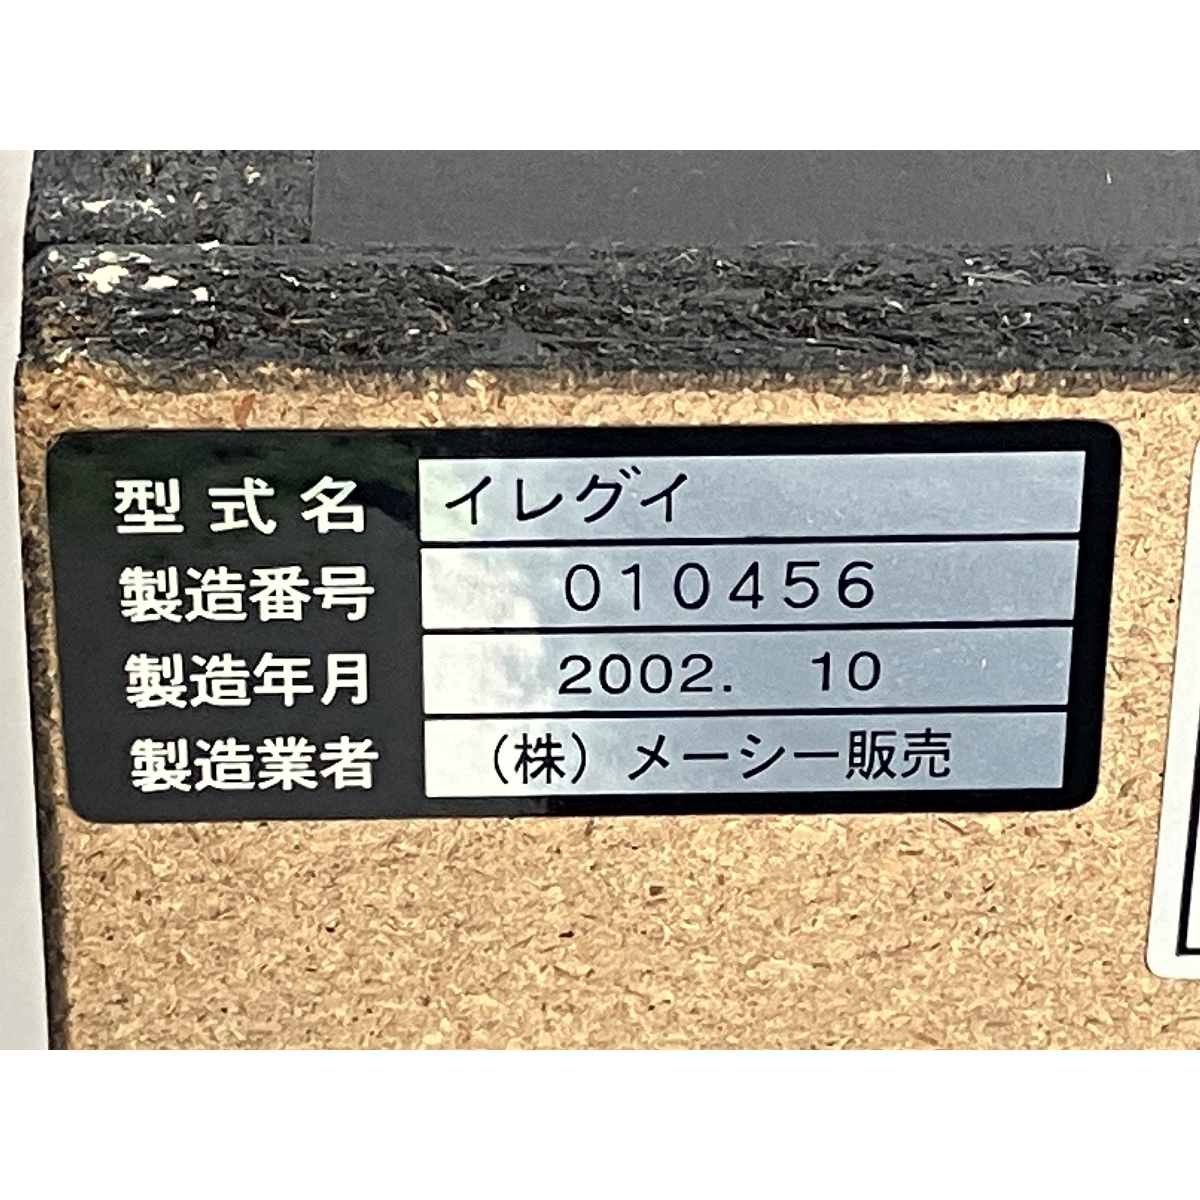 型式名 イレグイ
製造番号 010456
製造年月 2002. 10
製造業者 (株)メーシー販売